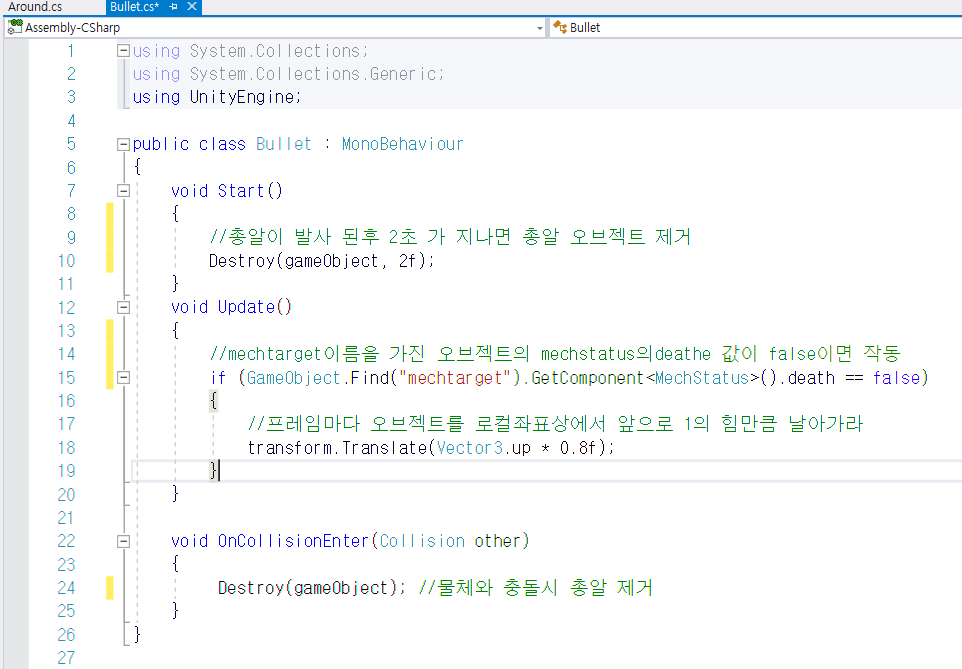 Around.cs Bullet.cs*
Assembly-CSharp Bullet
1 using System.Collections;
2 using System.Collections.Generic;
3 using UnityEngine;
4
5 public class Bullet : MonoBehaviour
6 {
7 void Start()
8 {
9 //총알이 발사 된후 2초 가 지나면 총알 오브젝트 제거
10 Destroy(gameObject, 2f);
11 }
12 void Update()
13 {
14 //mechtarget이름을 가진 오브젝트의 mechstatus의deathe 값이 false이면 작동
15 if (GameObject.Find("mechtarget").GetComponent<MechStatus>().death == false)
16 {
17 //프레임마다 오브젝트를 로컬좌표상에서 앞으로 1의 힘만큼 날아가라
18 transform.Translate(Vector3.up * 0.8f);
19 }
20 }
21
22 void OnCollisionEnter(Collision other)
23 {
24 Destroy(gameObject); //물체와 충돌시 총알 제거
25 }
26 }
27